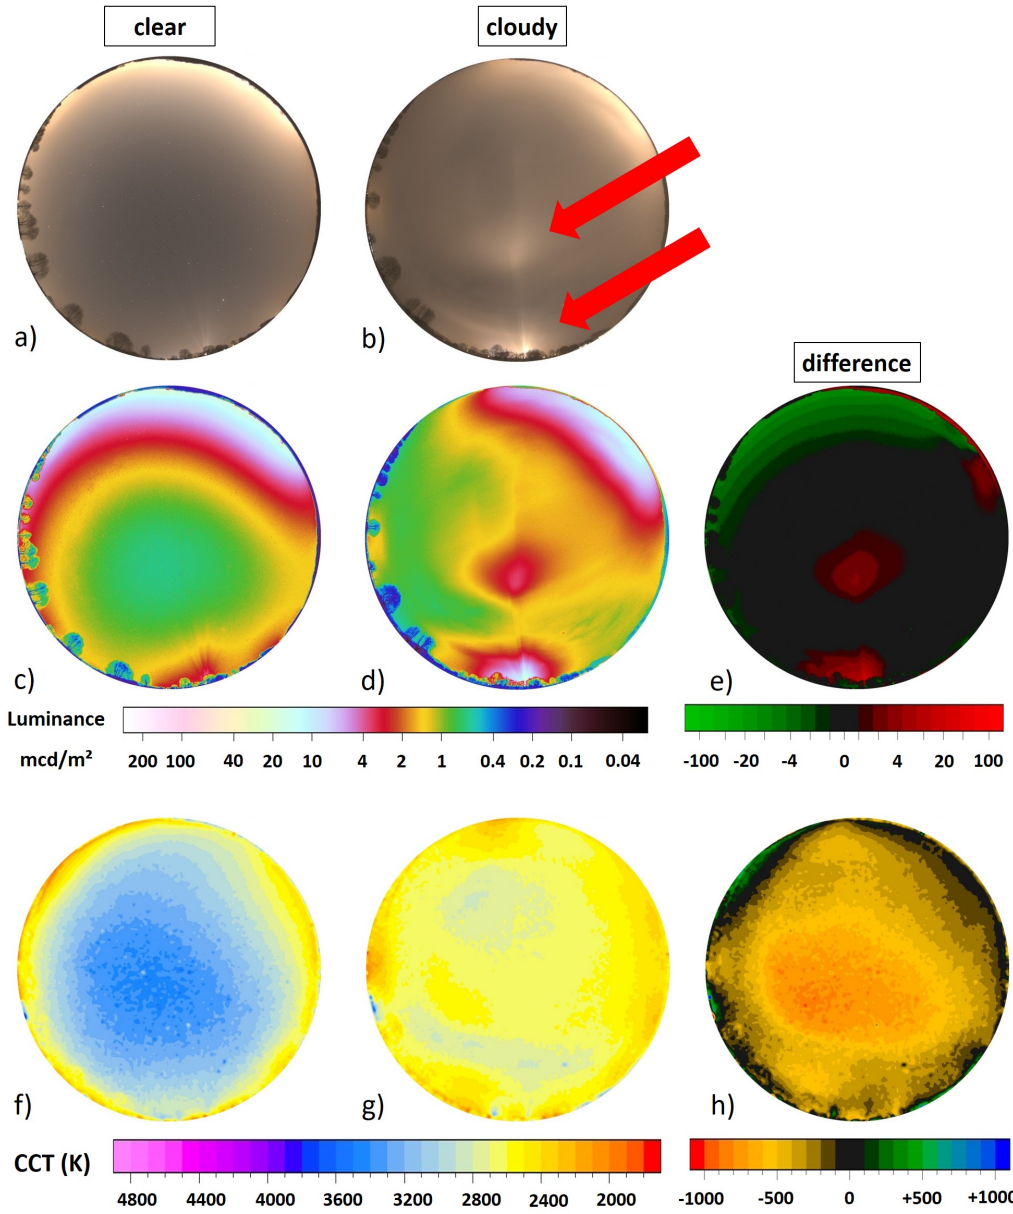 clear
cloudy
a)
b)
difference
c)
d)
e)
Luminance
mcd/m²
200 100 40 20 10 4 2 1 0.4 0.2 0.1 0.04
-100 -20 -4 0 4 20 100
f)
g)
h)
CCT (K)
4800 4400 4000 3600 3200 2800 2400 2000
-1000 -500 0 +500 +1000